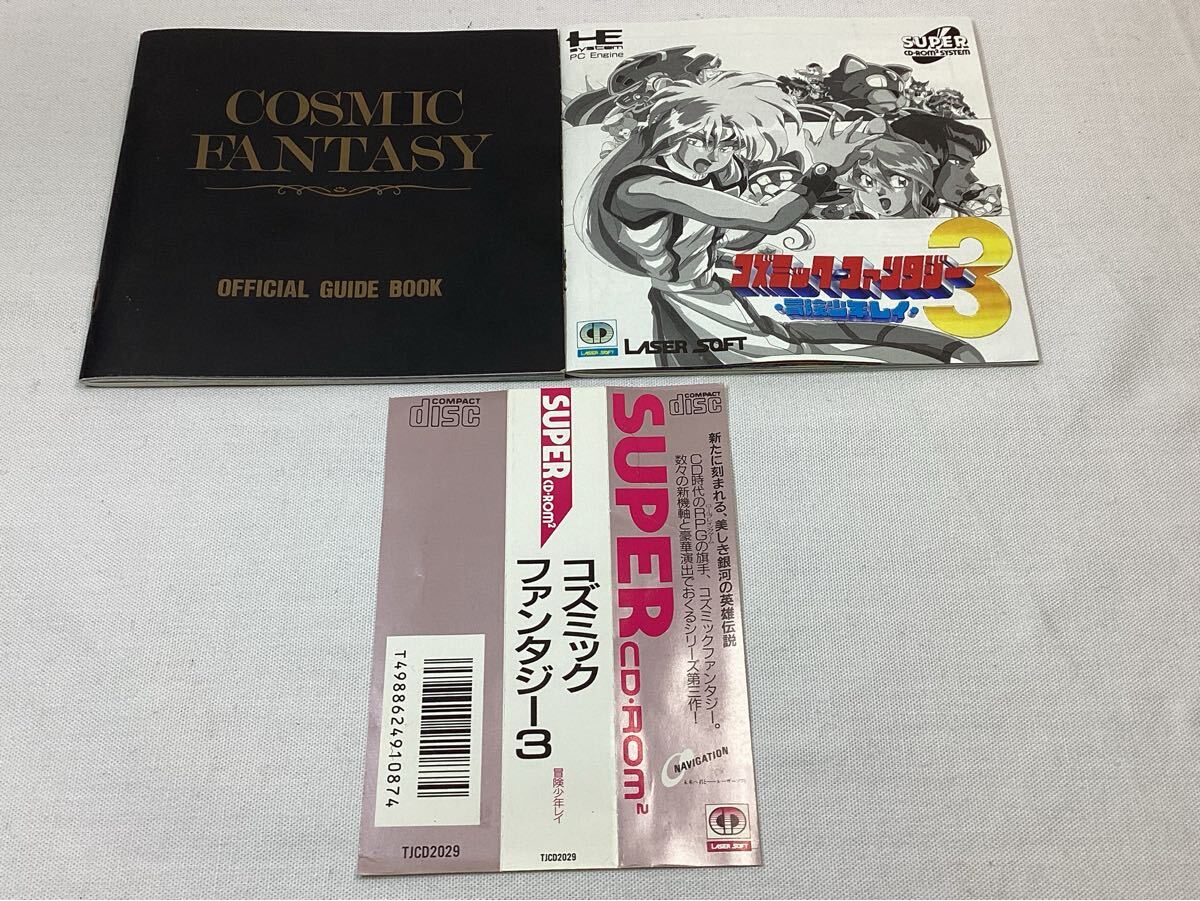 COSMIC
FANTASY
OFFICIAL GUIDE BOOK
HE
system
PC Engine
SUPER
CD-ROM² SYSTEM
コズミック・ファンタジー
3
冒険少年レイ
LASER SOFT
LASER SOFT
COMPACT
disc
T4988624910874
TJCD2029
SUPER CD・ROM²
コズミック
ファンタジー3
冒険少年レイ
TJCD2029
COMPACT
disc
SUPER CD・ROM²
新たに刻まれる、美しき銀河の英雄伝説
CD時代のRPGの旗手、コズミックファンタジー。
数々の新機軸と豪華演出でおくるシリーズ第三作!
NAVIGATION
LASER SOFT